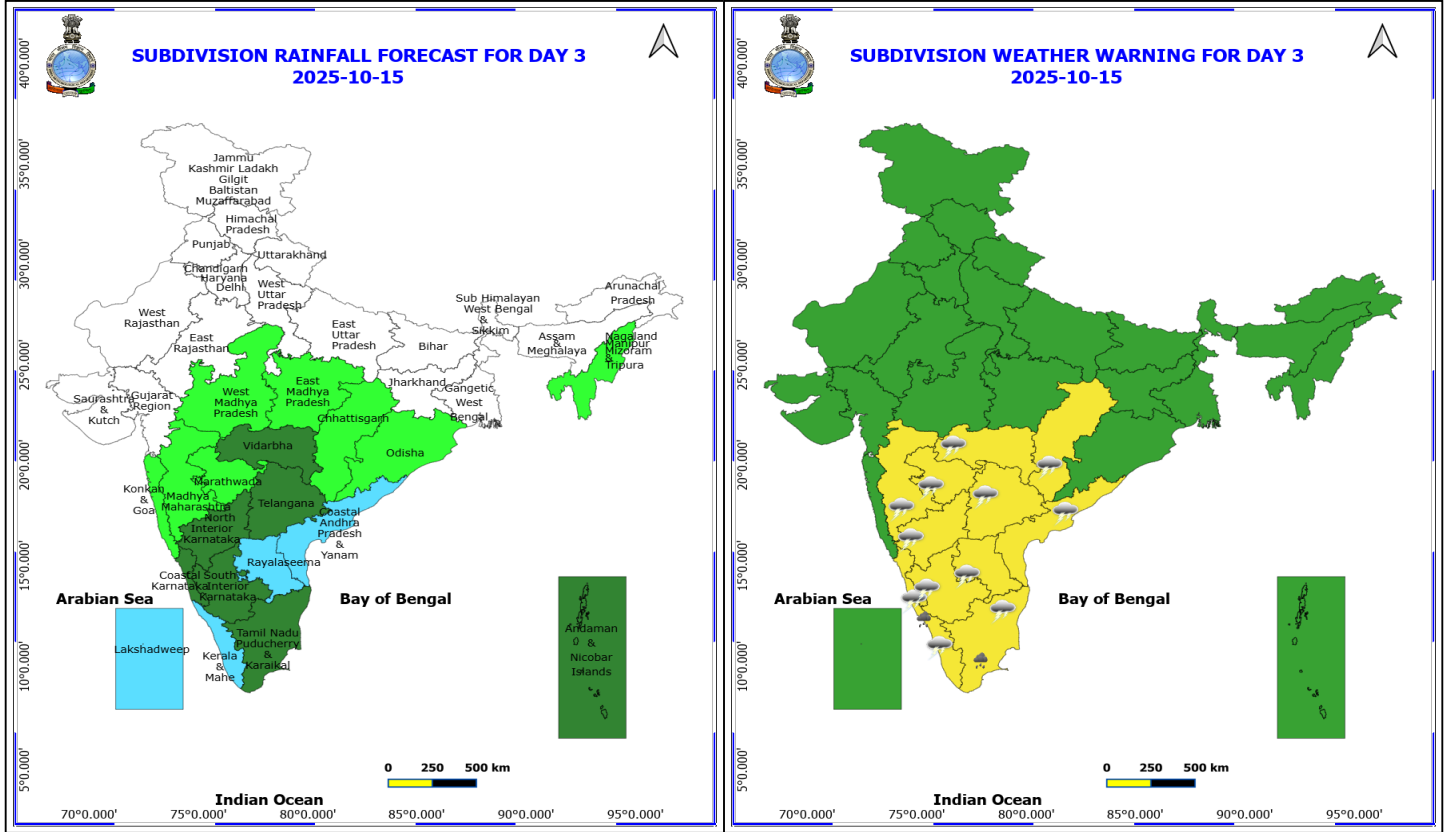 SUBDIVISION RAINFALL FORECAST FOR DAY 3
2025-10-15
40°0.000'
35°0.000'
30°0.000'
25°0.000'
20°0.000'
15°0.000'
10°0.000'
5°0.000'
Jammu
Kashmir Ladakh
Gilgit
Baltistan
Muzaffarabad
Himachal
Pradesh
Punjab
Uttarakhand
Chandigarh
Haryana
Delhi
West
Uttar
Pradesh
West
Rajasthan
East
Rajasthan
East
Uttar
Pradesh
Bihar
Sub Himalayan
West Bengal
&
Sikkim
Arunachal
Pradesh
Assam
&
Meghalaya
Nagaland
Manipur
Mizoram
&
Tripura
Jharkhand
Gangetic
West
Bengal
Saurashtra
&
Kutch
Gujarat
Region
West
Madhya
Pradesh
East
Madhya
Pradesh
Chhattisgarh
Odisha
Vidarbha
Marathwada
Konkan
&
Goa
Madhya
Maharashtra
Telangana
North
Interior
Karnataka
Coastal
Andhra
Pradesh
&
Yanam
Rayalaseema
Coastal
Karnataka
South
Interior
Karnataka
Tamil Nadu
Puducherry
&
Karaikal
Kerala
&
Mahe
Lakshadweep
Andaman
&
Nicobar
Islands
Arabian Sea
Bay of Bengal
Indian Ocean
0 250 500 km
70°0.000' 75°0.000' 80°0.000' 85°0.000' 90°0.000' 95°0.000'
SUBDIVISION WEATHER WARNING FOR DAY 3
2025-10-15
40°0.000'
35°0.000'
30°0.000'
25°0.000'
20°0.000'
15°0.000'
10°0.000'
5°0.000'
Arabian Sea
Bay of Bengal
Indian Ocean
0 250 500 km
70°0.000' 75°0.000' 80°0.000' 85°0.000' 90°0.000' 95°0.000'